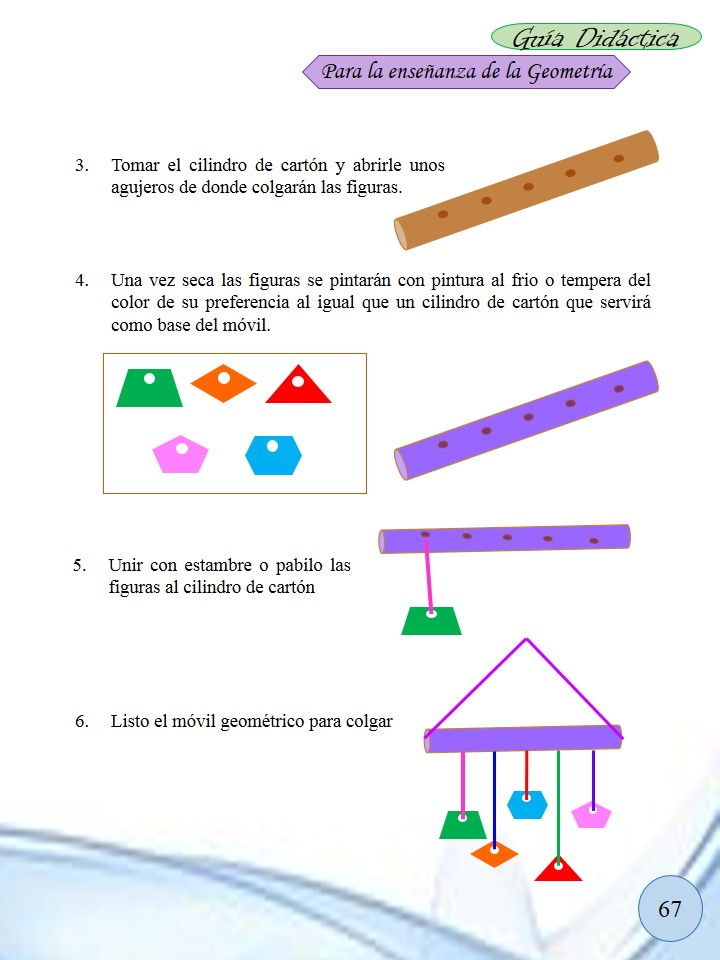 Guía Didáctica
Para la enseñanza de la Geometría
3. Tomar el cilindro de cartón y abrirle unos
agujeros de donde colgarán las figuras.
4. Una vez seca las figuras se pintarán con pintura al frio o tempera del
color de su preferencia al igual que un cilindro de cartón que servirá
como base del móvil.
5. Unir con estambre o pabilo las
figuras al cilindro de cartón
6. Listo el móvil geométrico para colgar
67